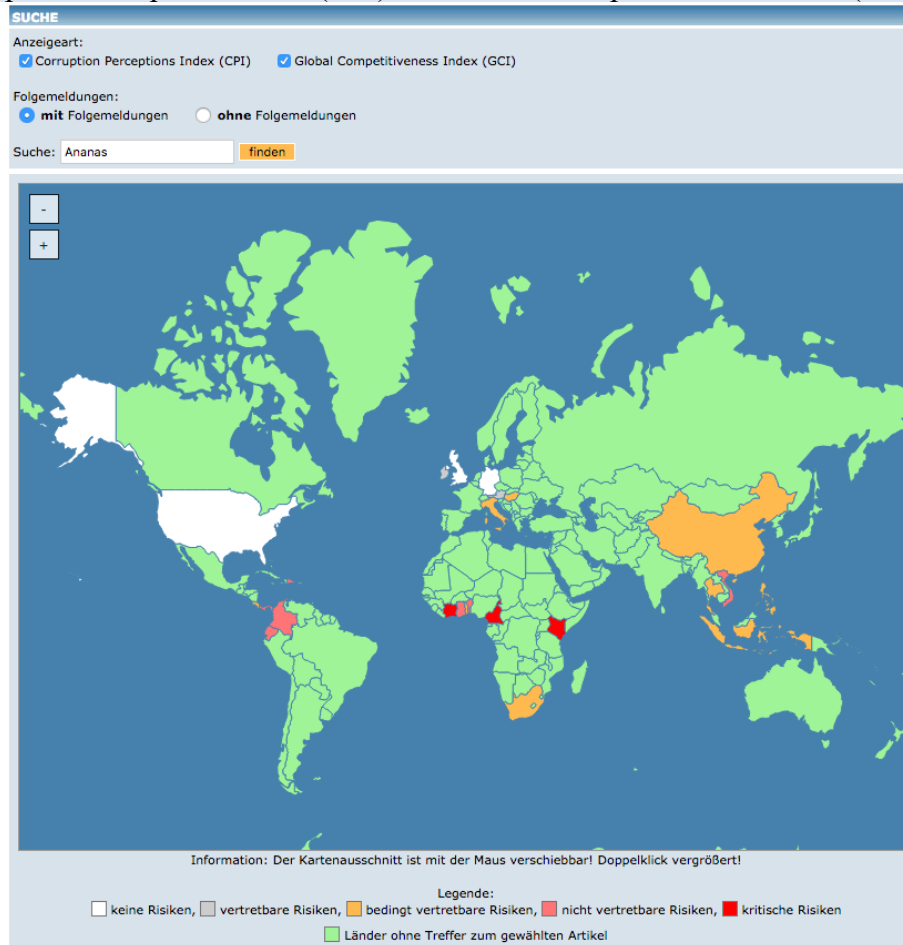 SUCHE
Anzeigeart:
Corruption Perceptions Index (CPI) Global Competitiveness Index (GCI)
Folgemeldungen:
mit Folgemeldungen ohne Folgemeldungen
Suche: Ananas finden
-
+
Information: Der Kartenausschnitt ist mit der Maus verschiebbar! Doppelklick vergrößert!
Legende:
keine Risiken, vertretbare Risiken, bedingt vertretbare Risiken, nicht vertretbare Risiken, kritische Risiken
Länder ohne Treffer zum gewählten Artikel